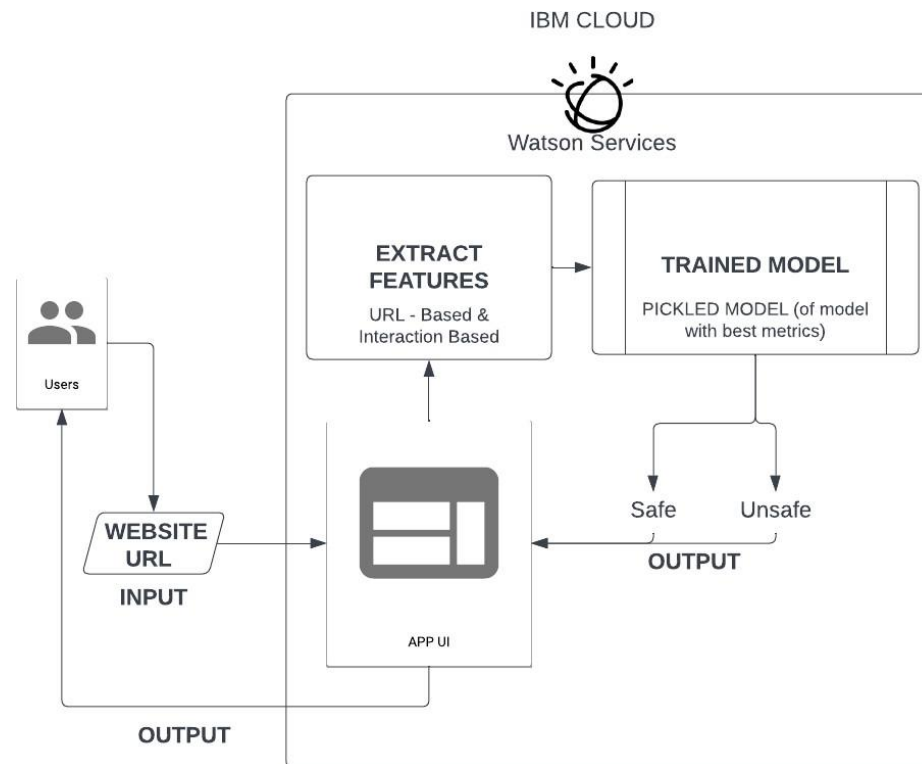 IBM CLOUD
Watson Services
EXTRACT
FEATURES
URL - Based &
Interaction Based
TRAINED MODEL
PICKLED MODEL (of model
with best metrics)
Users
Safe
Unsafe
WEBSITE
URL
OUTPUT
INPUT
APP UI
OUTPUT